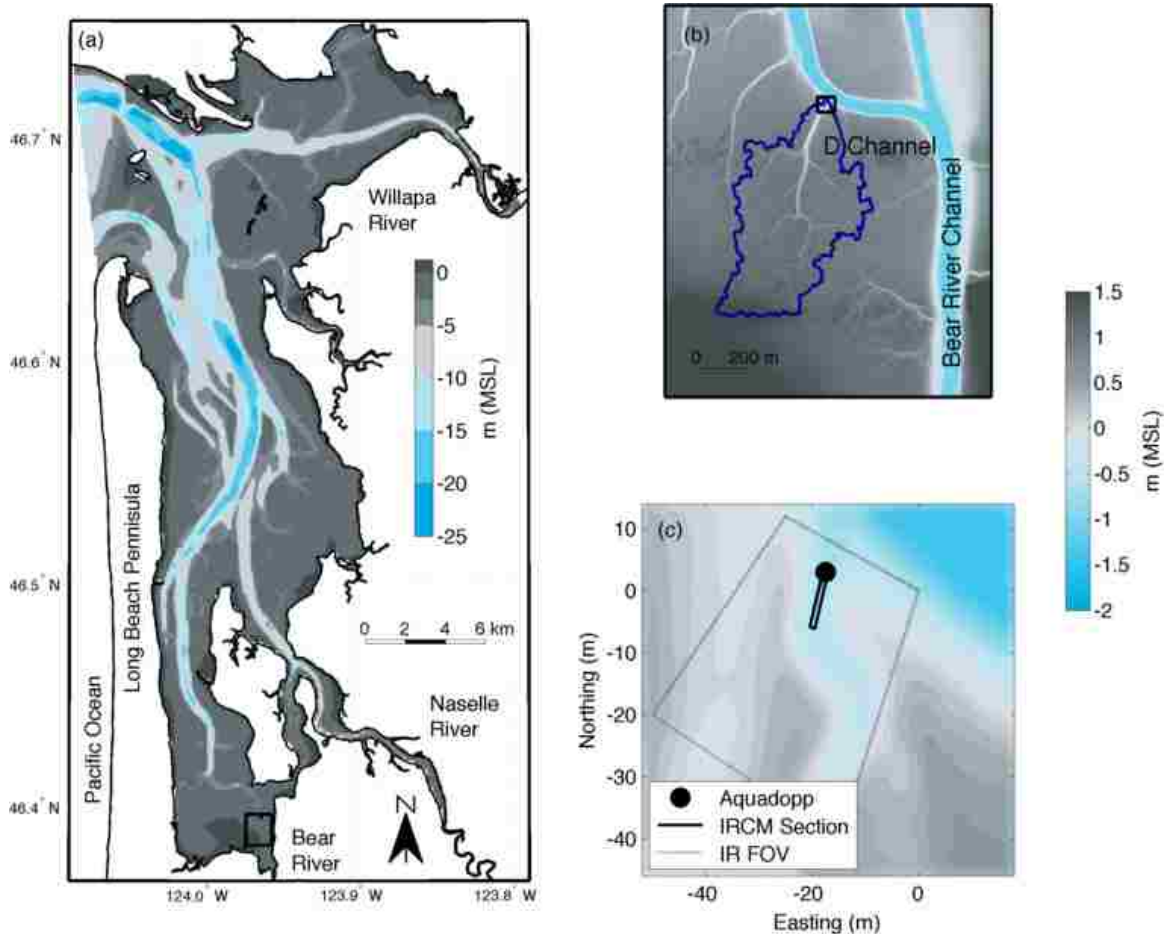 (a)
46.7° N
46.6° N
46.5° N
46.4° N
124.0° W
123.9° W
123.8° W
Willapa
River
0
-5
-10
-15
-20
-25
m (MSL)
Pacific Ocean
Long Beach Pennisula
0 2 4 6 km
Naselle
River
N
Bear
River
(b)
D Channel
Bear River Channel
0 200 m
1.5
1
0.5
0
-0.5
-1
-1.5
-2
m (MSL)
(c)
10
0
-10
-20
-30
-40
Northing (m)
Aquadopp
IRCM Section
IR FOV
-40 -20 0
Easting (m)